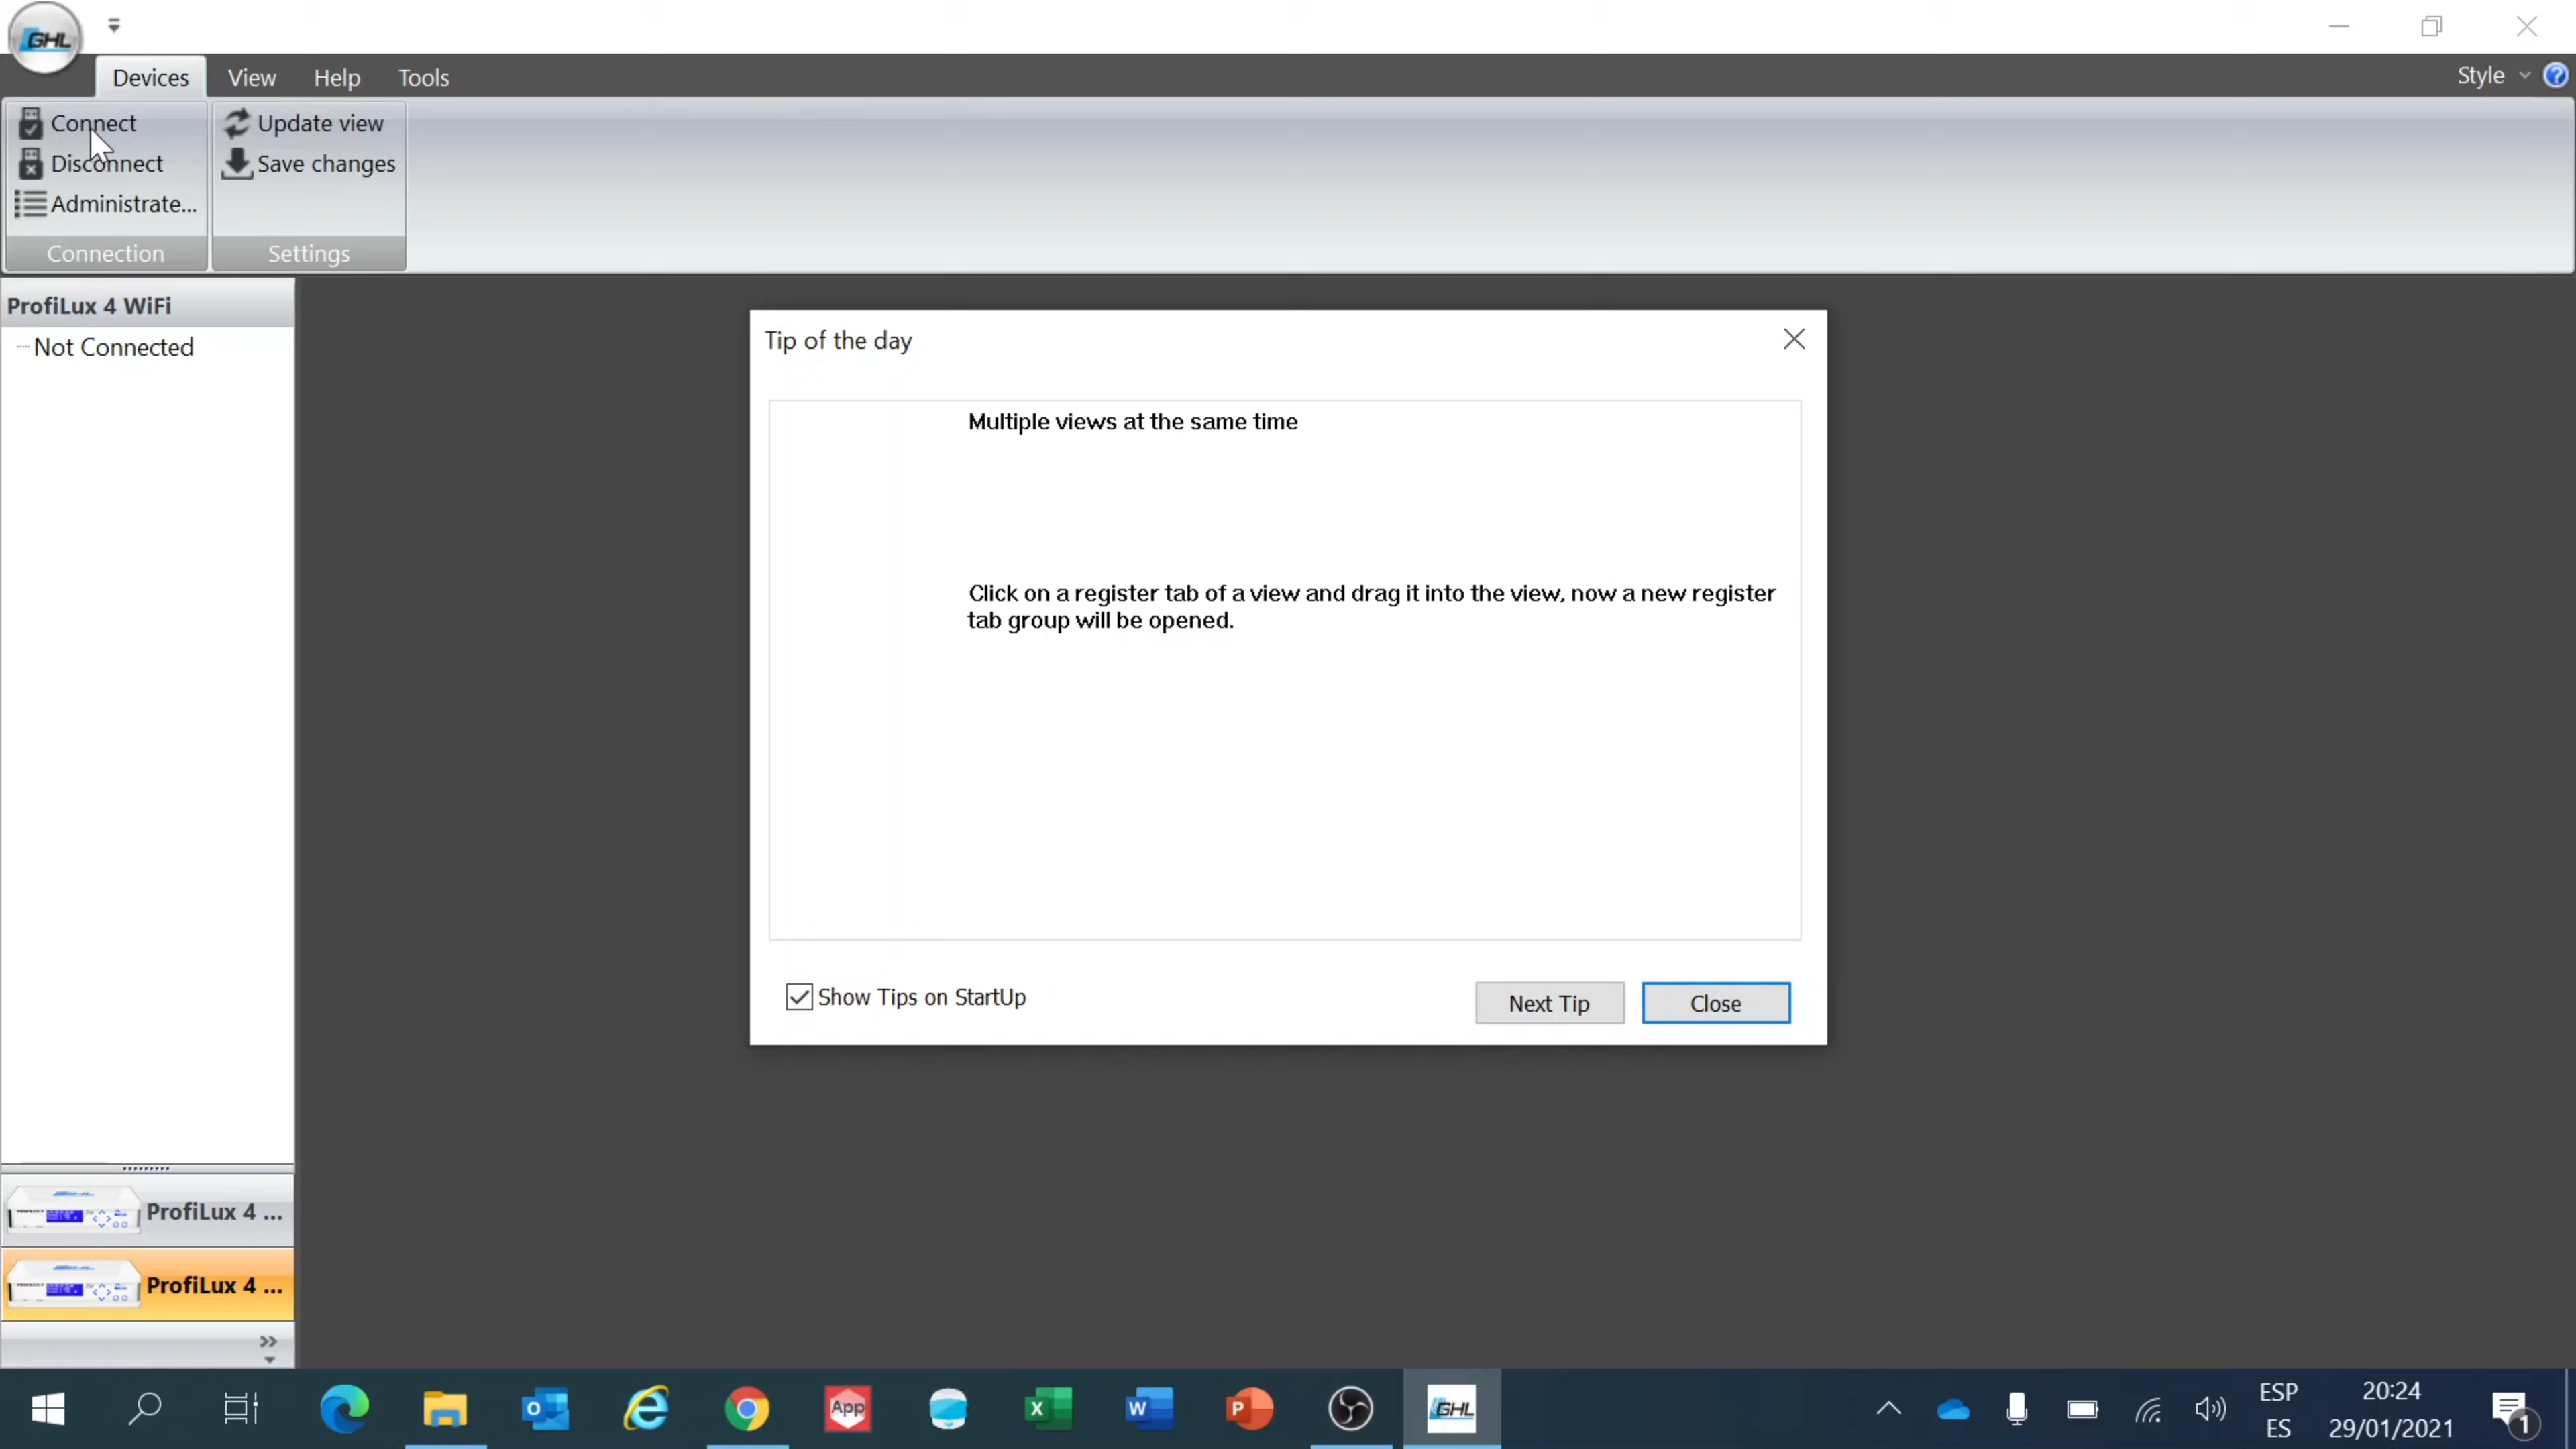 GHL
Devices
View
Help
Tools
Style
Connect
Disconnect
Administrate...
Connection
Update view
Save changes
Settings
ProfiLux 4 WiFi
Not Connected
Tip of the day
Multiple views at the same time
Click on a register tab of a view and drag it into the view, now a new register
tab group will be opened.
Show Tips on StartUp
Next Tip
Close
ProfiLux 4 ...
ProfiLux 4 ...
App
GHL
ESP
ES
20:24
29/01/2021
1